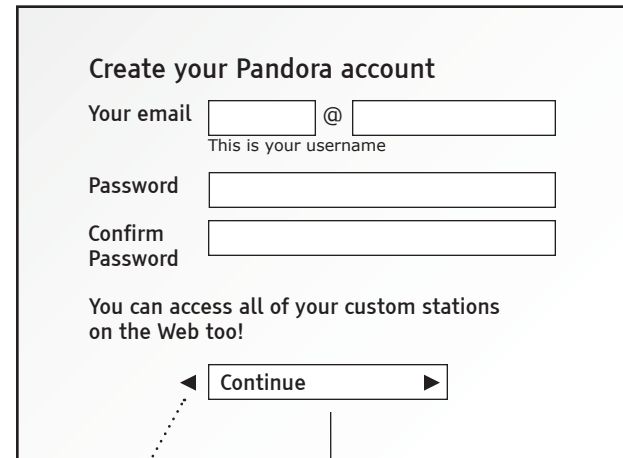 Create your Pandora account
Your email @
This is your username
Password
Confirm
Password
You can access all of your custom stations
on the Web too!
Continue